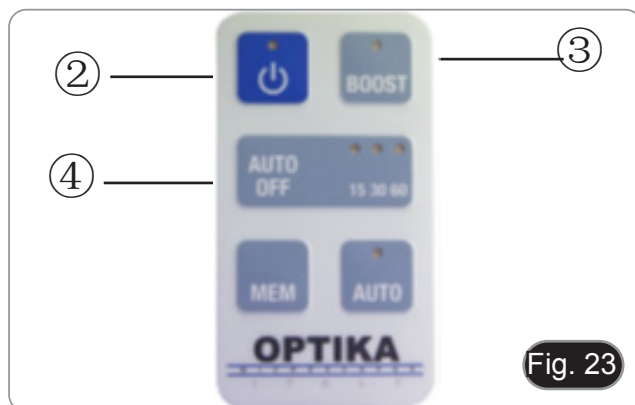 ② ③
BOOST
④
AUTO
OFF 15 30 60
MEM AUTO
OPTIKA
I T A L Y
Fig. 23